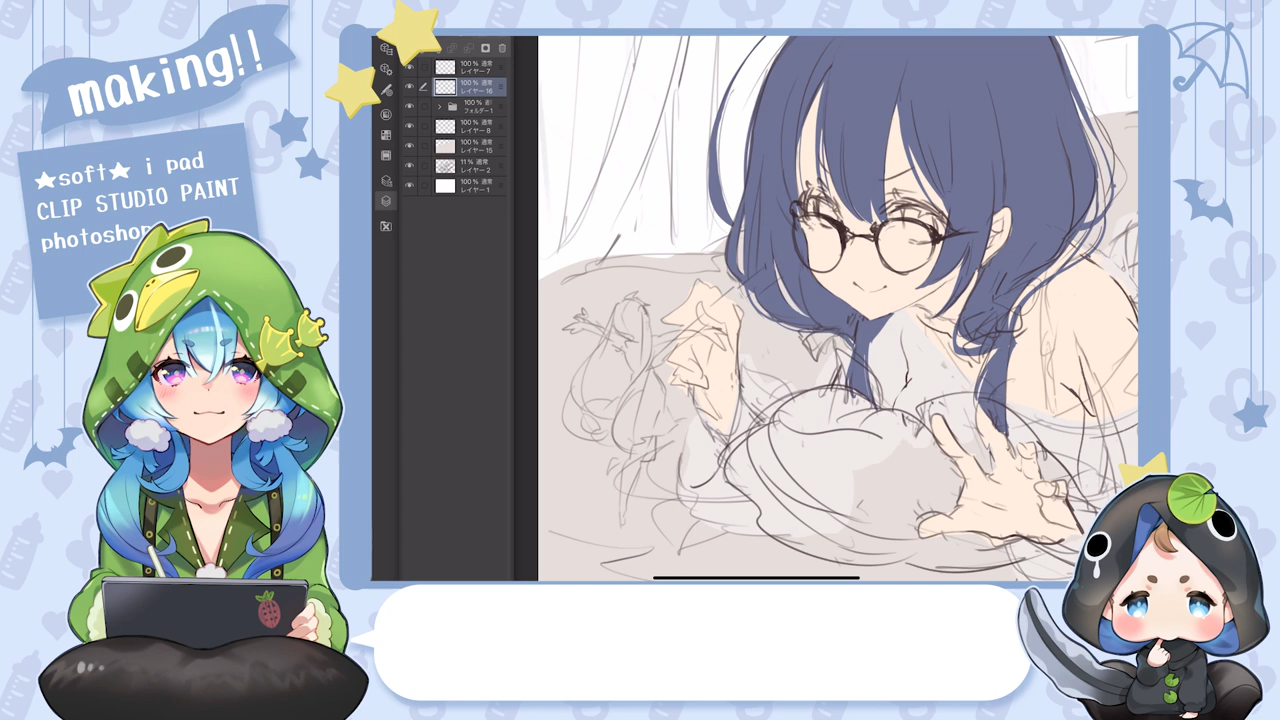 making!!
★soft★ i pad
CLIP STUDIO PAINT
photoshop
100 % 通常
レイヤー 7
100 % 通常
レイヤー 16
100 % 通
フォルダー 1
100 % 通常
レイヤー 8
100 % 通常
レイヤー 15
11 % 通常
レイヤー 2
100 % 通常
レイヤー 1